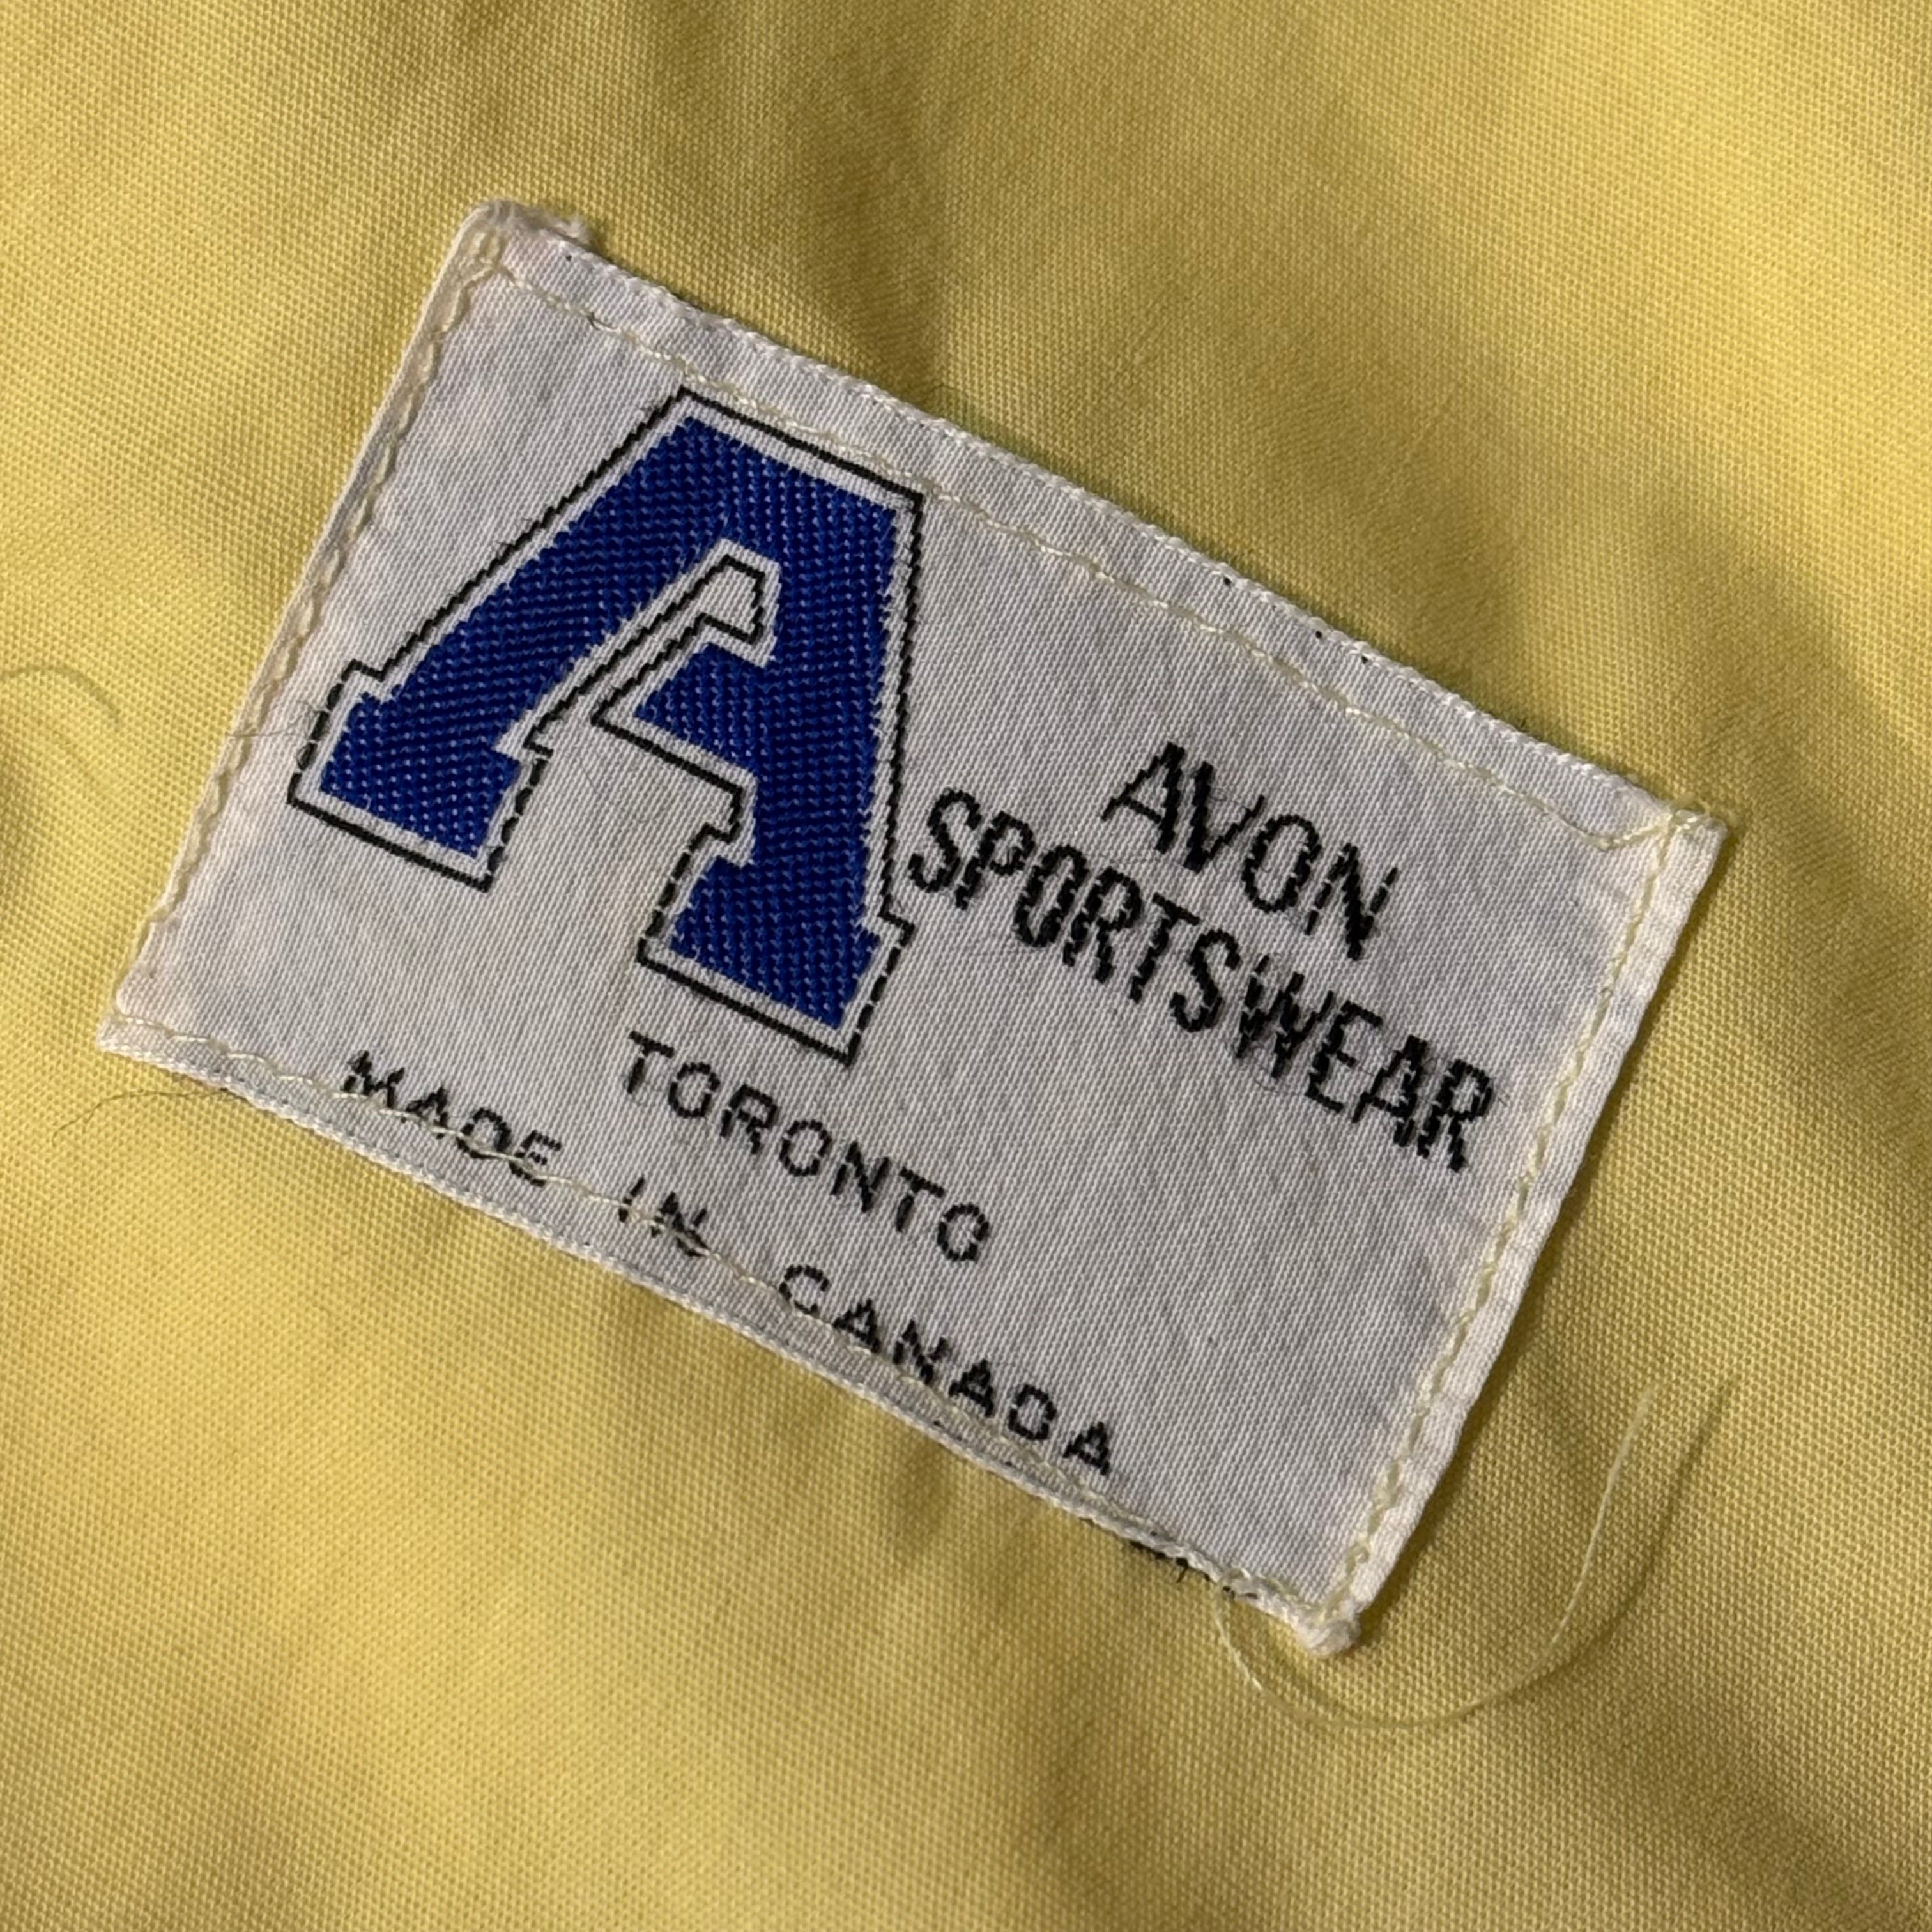 A
AVON
SPORTSWEAR
TORONTO
MADE IN CANADA